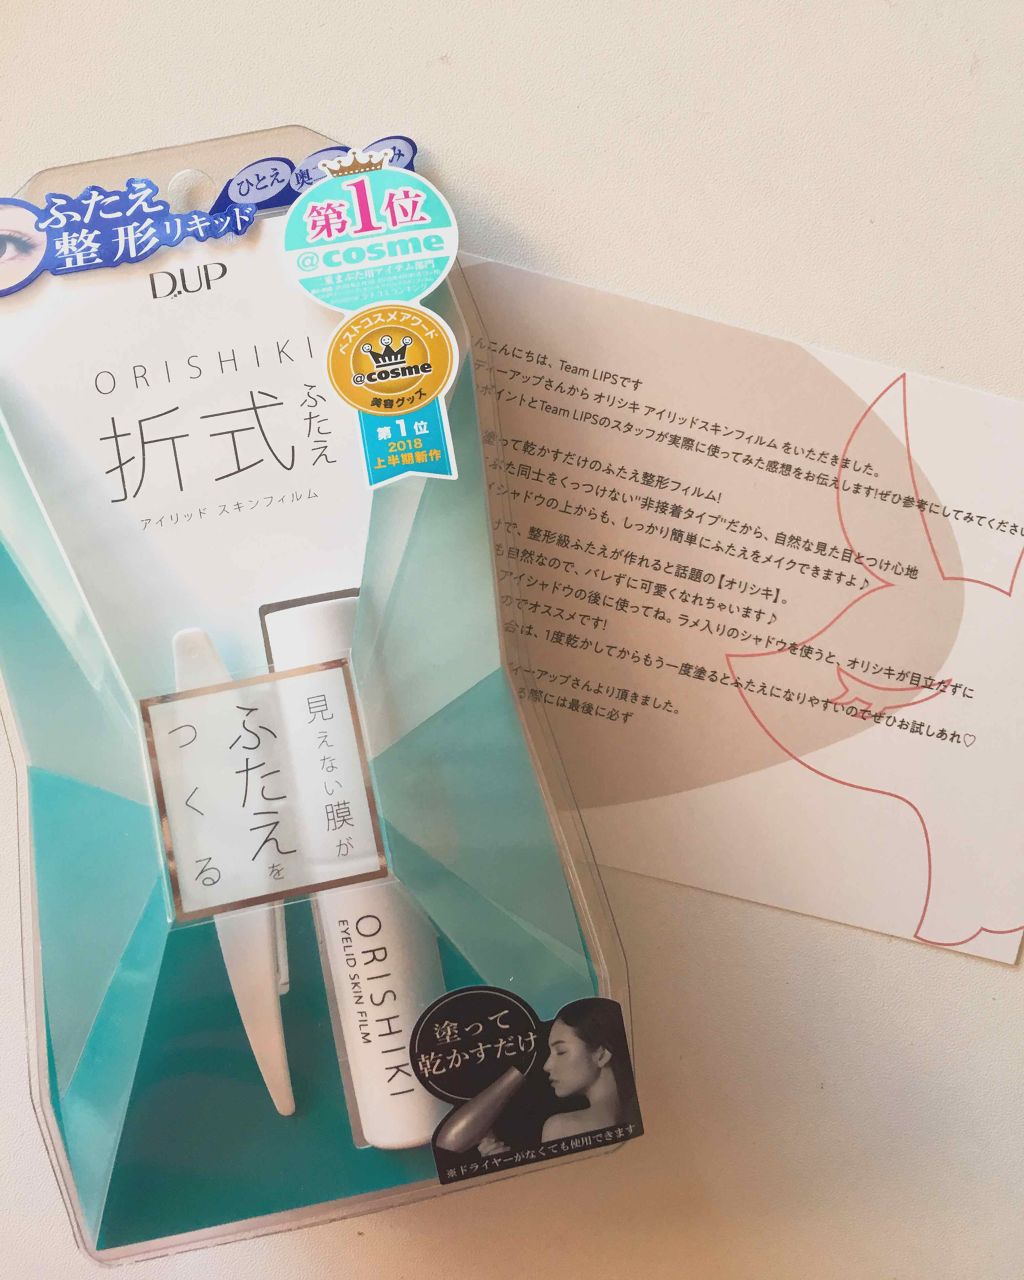 ひとえ
奥
み
ふたえ
整形リキッド
D.UP
第1位
@cosme
二重まぶた用アイテム部門
ベストコスメアワード
@cosme
美容グッズ
第1位
2018
上半期新作
ORISHIKI
折式
ふたえ
アイリッド スキンフィルム
見えない膜が
ふたえを
つくる
ORISHIKI
EYELID SKIN FILM
塗って
乾かすだけ
※ドライヤーがなくても使用できます
んこんにちは、Team LIPSです
ディーアップさんから オリシキ アイリッドスキンフィルム をいただきました。
ポイントとTeam LIPSのスタッフが実際に使ってみた感想をお伝えします!ぜひ参考にしてみてください
塗って乾かすだけのふたえ整形フィルム!
ぶた同士をくっつけない"非接着タイプ"だから、自然な見た目とつけ心地
イシャドウの上からも、しっかり簡単にふたえをメイクできますよ♪
けで、整形級ふたえが作れると話題の【オリシキ】。
も自然なので、バレずに可愛くなれちゃいます♪
アイシャドウの後に使ってね。ラメ入りのシャドウを使うと、オリシキが目立たずに
のでオススメです!
合は、1度乾かしてからもう一度塗るとふたえになりやすいのでぜひお試しあれ♡
ィー・アップさんより頂きました。
る際には最後に必ず